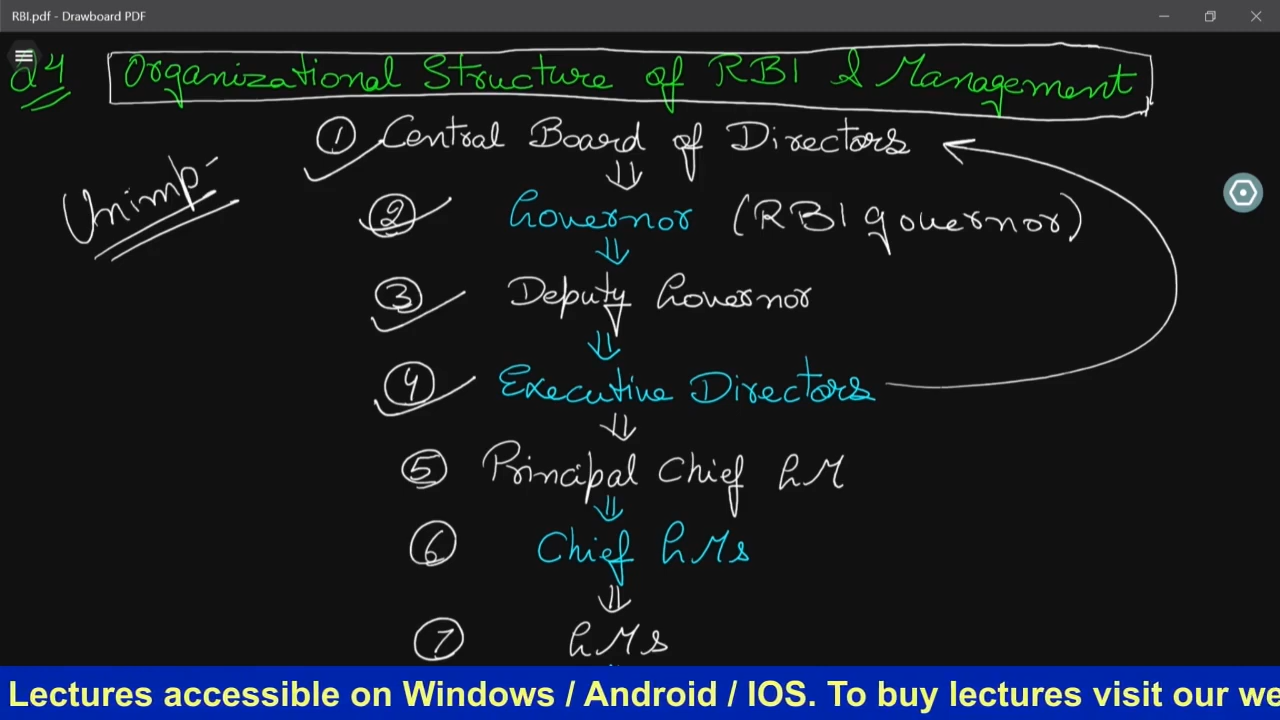 RBI.pdf - Drawboard PDF
Q4 Organizational Structure of RBI & Management
① Central Board of Directors
Unimp-
② Governor (RBI governor)
③ Deputy Governor
④ Executive Directors
⑤ Principal Chief GM
⑥ Chief GMs
⑦ GMs
Lectures accessible on Windows / Android / IOS. To buy lectures visit our we